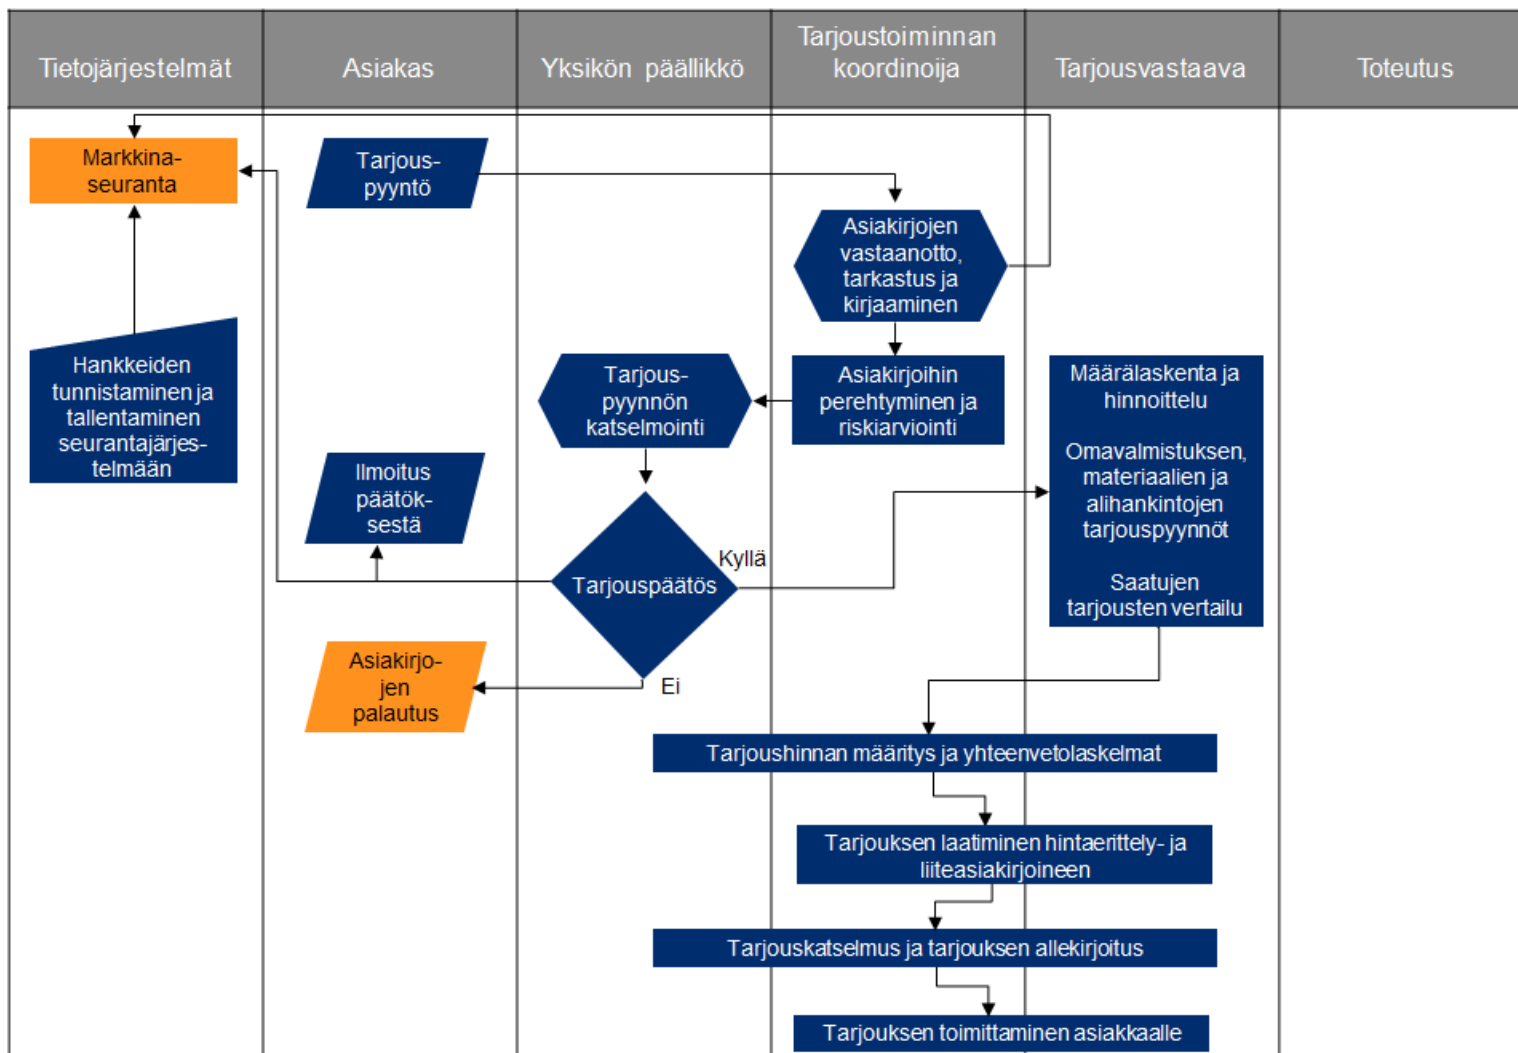 Tietojärjestelmät
Asiakas
Yksikön päällikkö
Tarjoustoiminnan
koordinoija
Tarjousvastaava
Toteutus
Markkina-
seuranta
Tarjous-
pyyntö
Asiakirjojen
vastaanotto,
tarkastus ja
kirjaaminen
Hankkeiden
tunnistaminen ja
tallentaminen
seurantajärjes-
telmään
Tarjous-
pyynnön
katselmointi
Asiakirjoihin
perehtyminen ja
riskiarviointi
Määrälaskenta ja
hinnoittelu
Omavalmistuksen,
materiaalien ja
alihankintojen
tarjouspyynnöt
Saatujen
tarjousten vertailu
Ilmoitus
päätök-
sestä
Tarjouspäätös
Kyllä
Ei
Asiakirjo-
jen
palautus
Tarjoushinnan määritys ja yhteenvetolaskelmat
Tarjouksen laatiminen hintaerittely- ja
liiteasiakirjoineen
Tarjouskatselmus ja tarjouksen allekirjoitus
Tarjouksen toimittaminen asiakkaalle